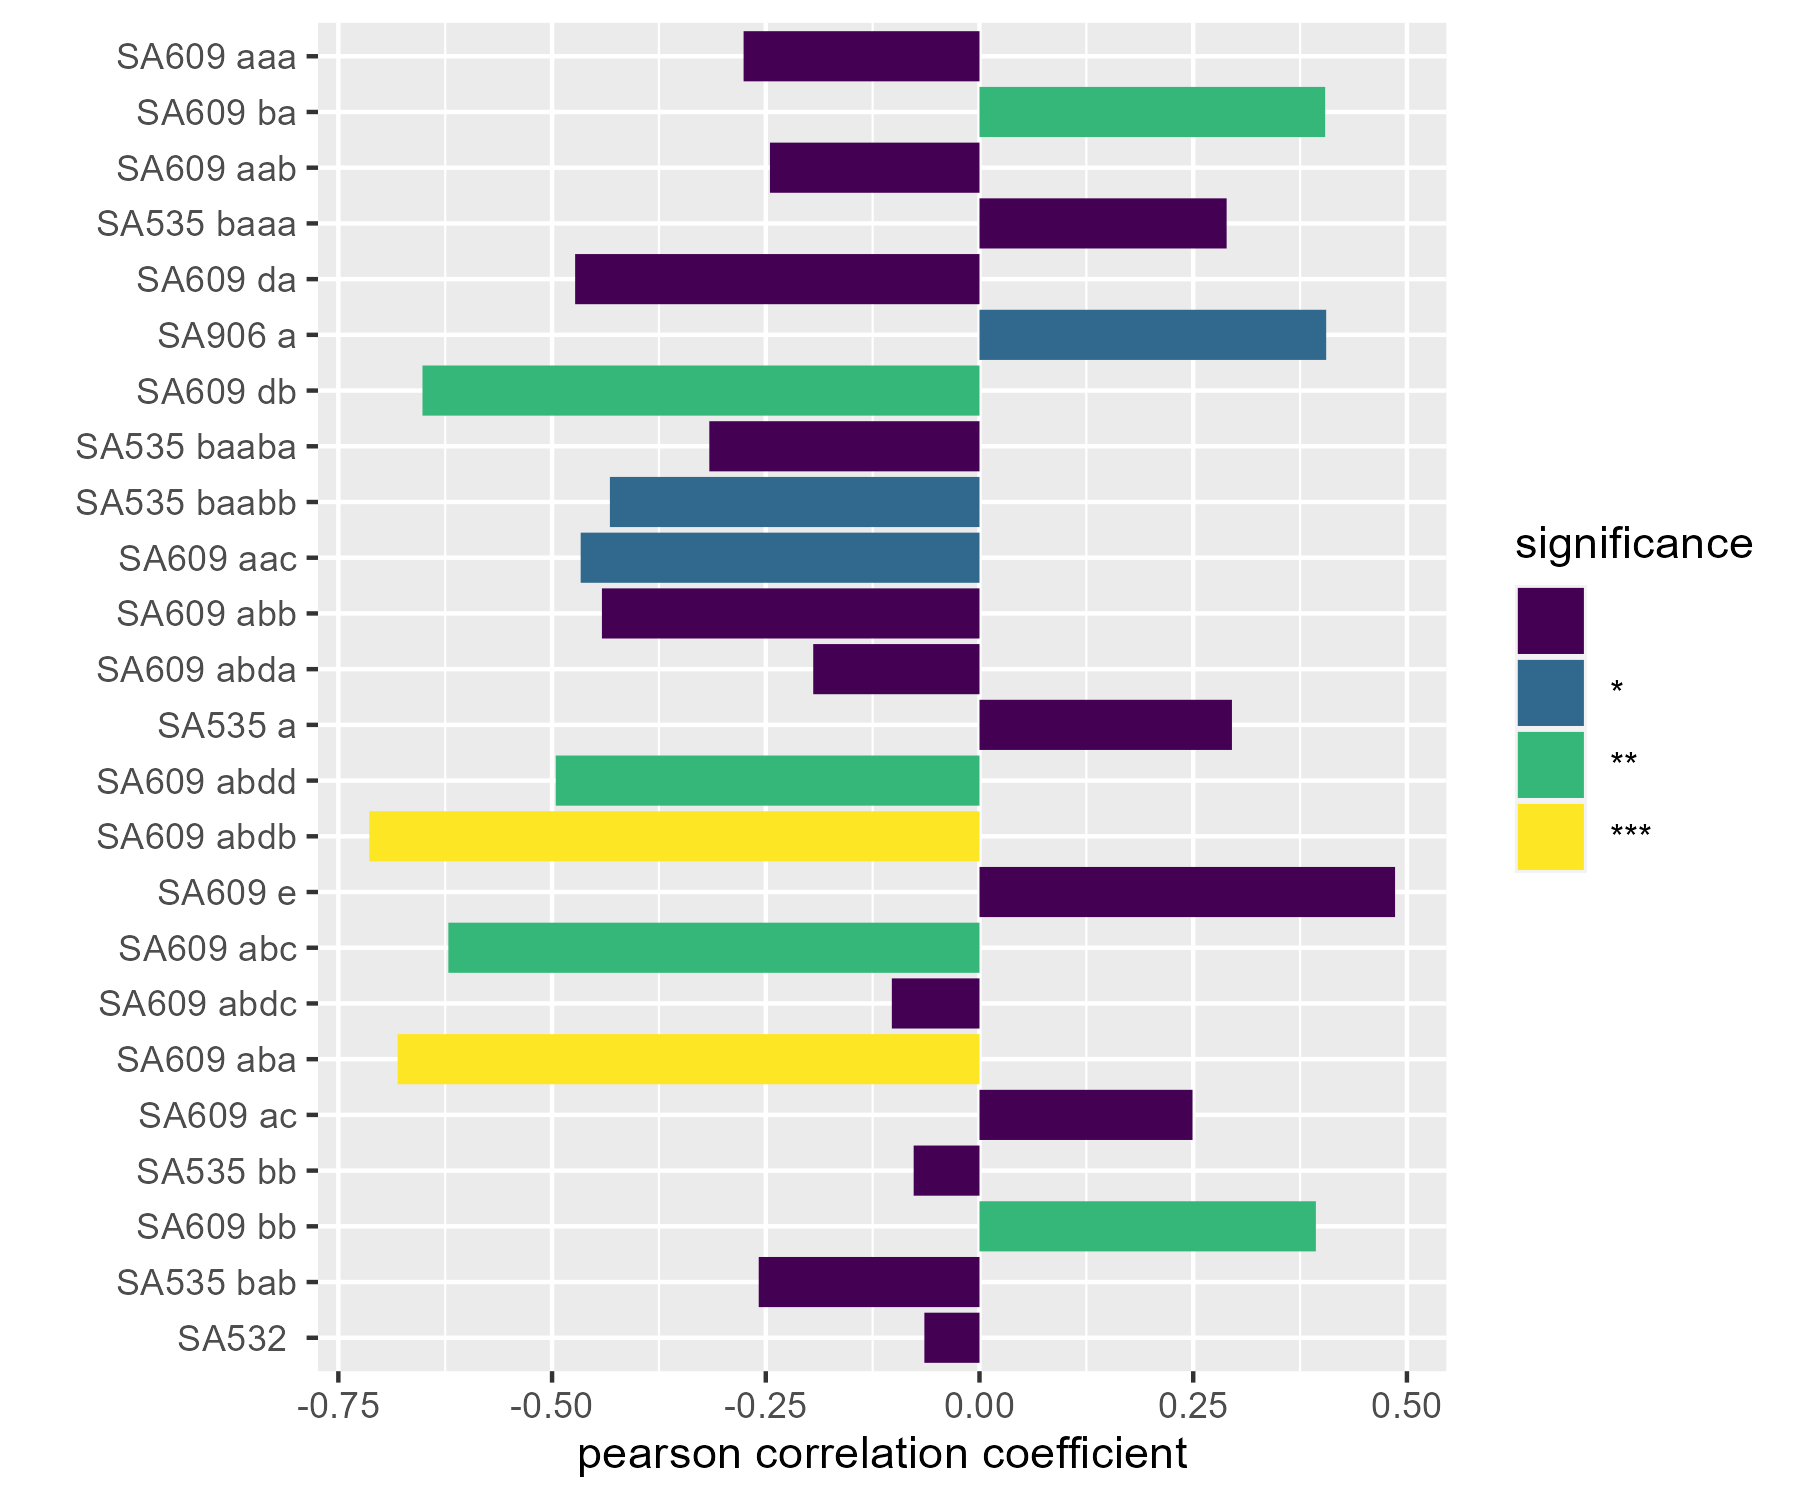 SA609 aaa
SA609 ba
SA609 aab
SA535 baaa
SA609 da
SA906 a
SA609 db
SA535 baaba
SA535 baabb
SA609 aac
SA609 abb
SA609 abda
SA535 a
SA609 abdd
SA609 abdb
SA609 e
SA609 abc
SA609 abdc
SA609 aba
SA609 ac
SA535 bb
SA609 bb
SA535 bab
SA532
-0.75 -0.50 -0.25 0.00 0.25 0.50
pearson correlation coefficient
significance
*
**
***